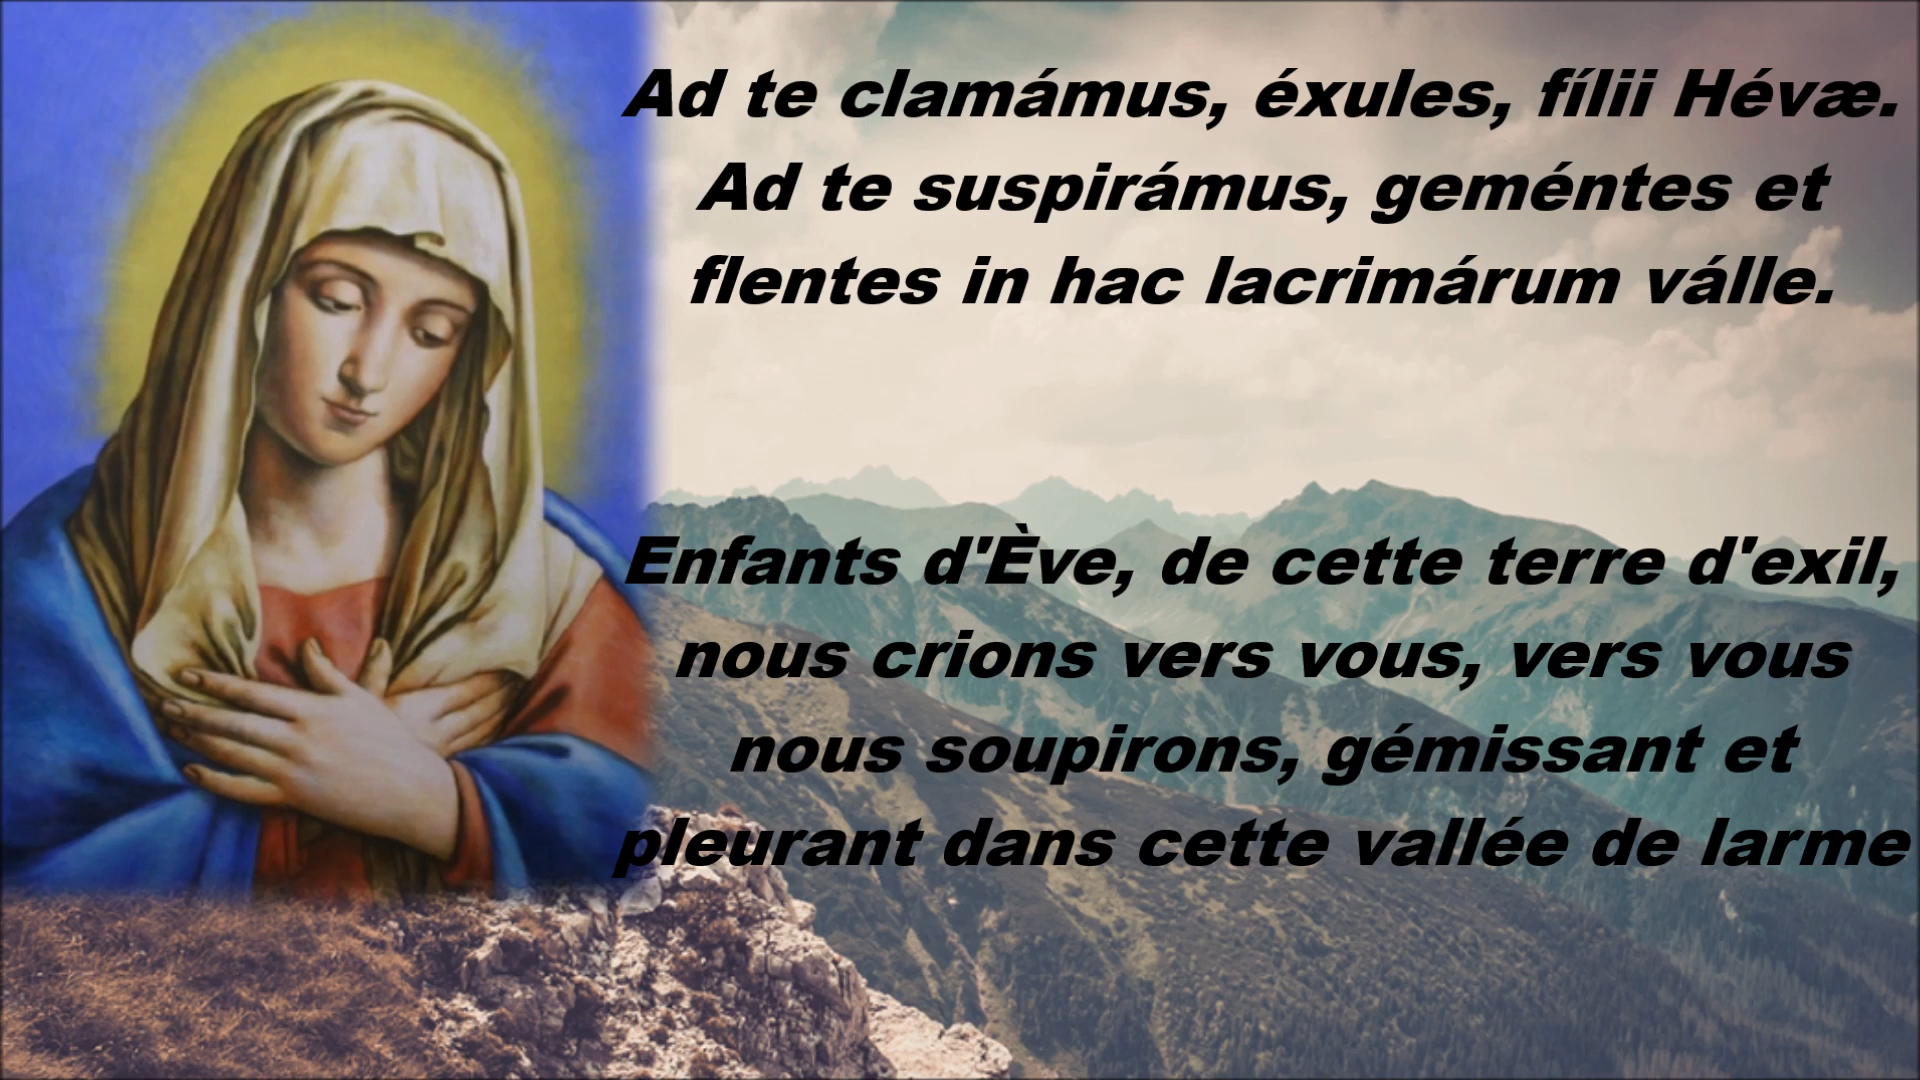 Ad te clamámus, éxules, fílii Hévæ.
Ad te suspirámus, geméntes et
flentes in hac lacrimárum válle.
Enfants d'Ève, de cette terre d'exil,
nous crions vers vous, vers vous
nous soupirons, gémissant et
pleurant dans cette vallée de larme